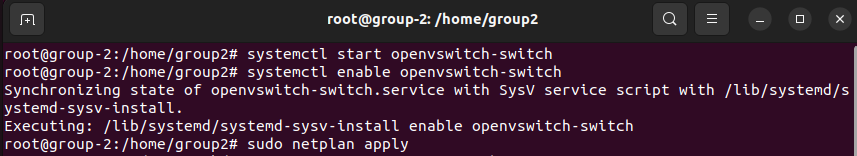 root@group-2: /home/group2
root@group-2:/home/group2# systemctl start openvswitch-switch
root@group-2:/home/group2# systemctl enable openvswitch-switch
Synchronizing state of openvswitch-switch.service with SysV service script with /lib/systemd/s
ystemd-sysv-install.
Executing: /lib/systemd/systemd-sysv-install enable openvswitch-switch
root@group-2:/home/group2# sudo netplan apply